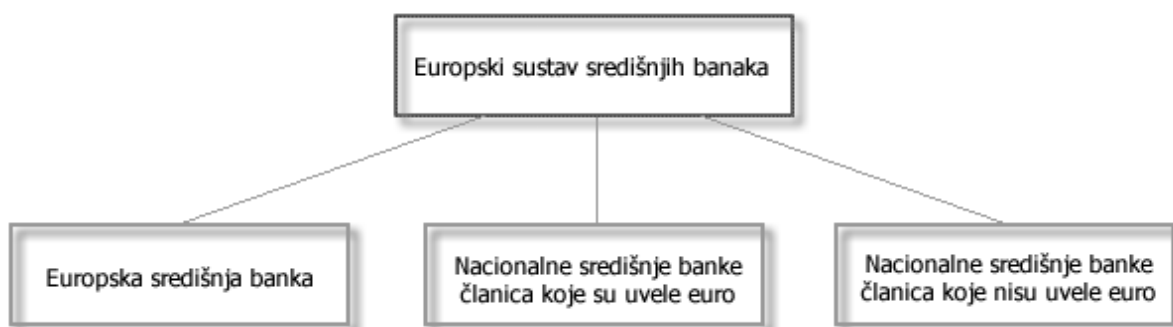 Europski sustav središnjih banaka
Europska središnja banka
Nacionalne središnje banke
članica koje su uvele euro
Nacionalne središnje banke
članica koje nisu uvele euro